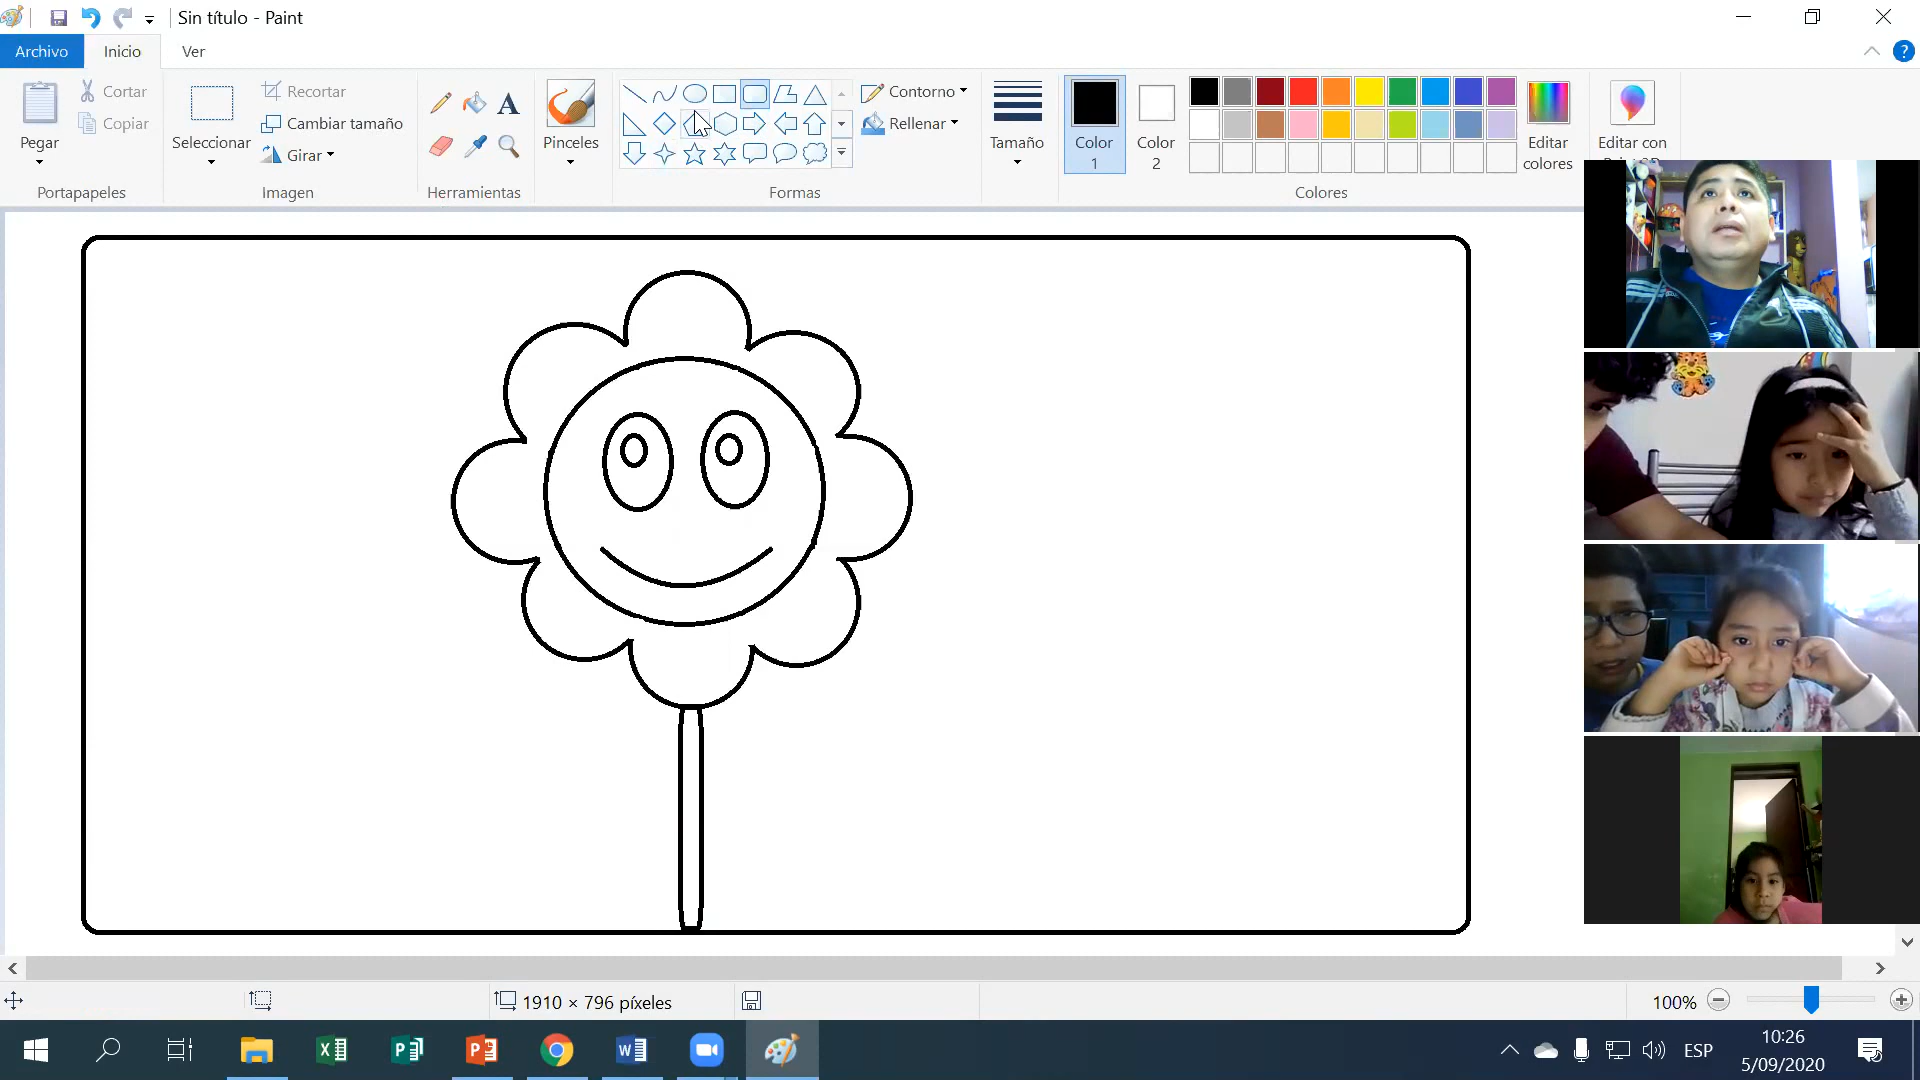 Sin título - Paint
Archivo
Inicio
Ver
Pegar
Cortar
Copiar
Portapapeles
Seleccionar
Recortar
Cambiar tamaño
Girar
Imagen
A
Herramientas
Pinceles
Formas
Contorno
Rellenar
Tamaño
Color
1
Color
2
Colores
Editar
colores
Editar con
1910 × 796 píxeles
100%
ESP
10:26
5/09/2020